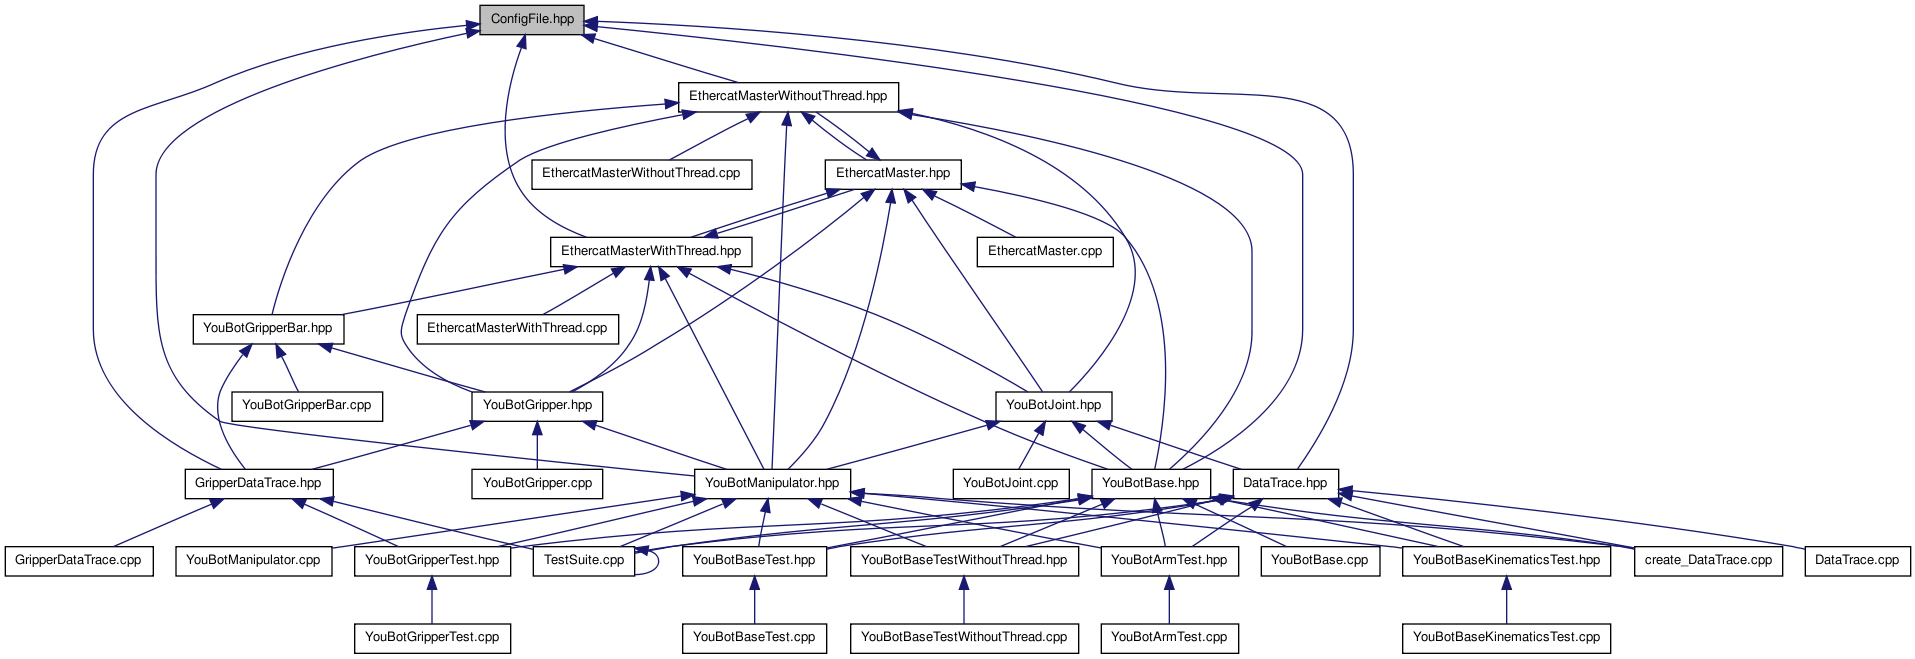 ConfigFile.hpp
EthercatMasterWithoutThread.hpp
EthercatMasterWithoutThread.cpp
EthercatMaster.hpp
EthercatMasterWithThread.hpp
EthercatMaster.cpp
YouBotGripperBar.hpp
EthercatMasterWithThread.cpp
YouBotGripperBar.cpp
YouBotGripper.hpp
YouBotJoint.hpp
GripperDataTrace.hpp
YouBotGripper.cpp
YouBotManipulator.hpp
YouBotJoint.cpp
YouBotBase.hpp
DataTrace.hpp
GripperDataTrace.cpp
YouBotManipulator.cpp
YouBotGripperTest.hpp
TestSuite.cpp
YouBotBaseTest.hpp
YouBotBaseTestWithoutThread.hpp
YouBotArmTest.hpp
YouBotBase.cpp
YouBotBaseKinematicsTest.hpp
create_DataTrace.cpp
DataTrace.cpp
YouBotGripperTest.cpp
YouBotBaseTest.cpp
YouBotBaseTestWithoutThread.cpp
YouBotArmTest.cpp
YouBotBaseKinematicsTest.cpp